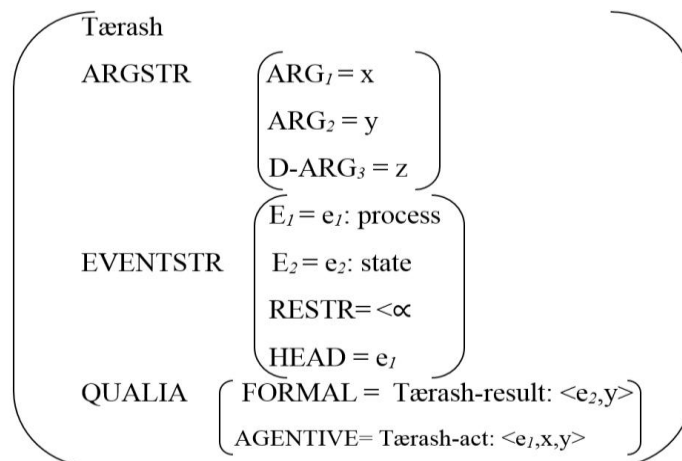 Tærash
ARGSTR ARG₁ = x
ARG₂ = y
D-ARG₃ = z
E₁ = e₁: process
EVENTSTR E₂ = e₂: state
RESTR= <∝
HEAD = e₁
QUALIA FORMAL = Tærash-result: <e₂,y>
AGENTIVE= Tærash-act: <e₁,x,y>